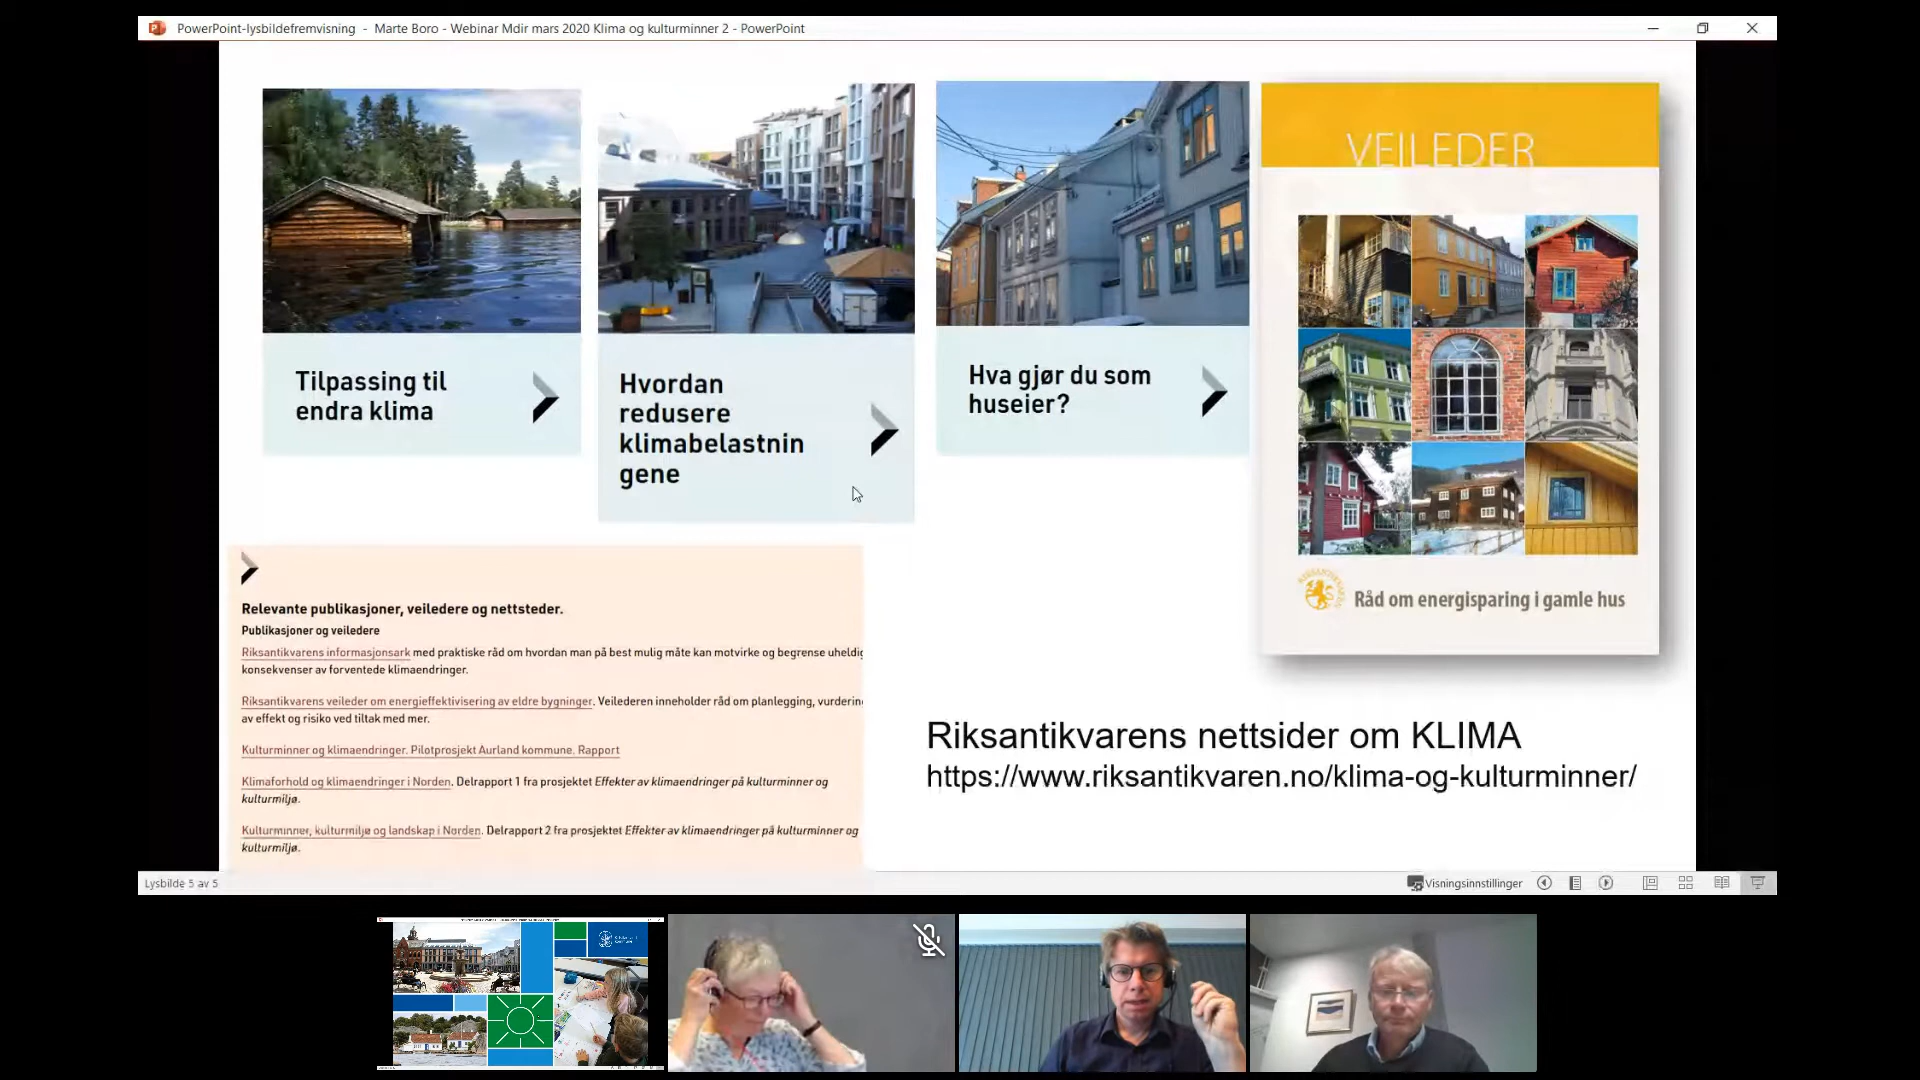 PowerPoint-lysbildefremvisning - Marte Boro - Webinar Mdir mars 2020 Klima og kulturminner 2 - PowerPoint
Tilpassing til
endra klima
Hvordan
redusere
klimabelastnin
gene
Hva gjør du som
huseier?
VEILEDER
RIKSANTIKVAREN
Råd om energisparing i gamle hus
Relevante publikasjoner, veiledere og nettsteder.
Publikasjoner og veiledere
Riksantikvarens informasjonsark med praktiske råd om hvordan man på best mulig måte kan motvirke og begrense uheldig
konsekvenser av forventede klimaendringer.
Riksantikvarens veileder om energieffektivisering av eldre bygninger. Veilederen inneholder råd om planlegging, vurdering
av effekt og risiko ved tiltak med mer.
Kulturminner og klimaendringer. Pilotprosjekt Aurland kommune. Rapport
Klimaforhold og klimaendringer i Norden. Delrapport 1 fra prosjektet Effekter av klimaendringer på kulturminner og
kulturmiljø.
Kulturminner, kulturmiljø og landskap i Norden. Delrapport 2 fra prosjektet Effekter av klimaendringer på kulturminner og
kulturmiljø.
Riksantikvarens nettsider om KLIMA
https://www.riksantikvaren.no/klima-og-kulturminner/
Lysbilde 5 av 5
Visningsinnstillinger